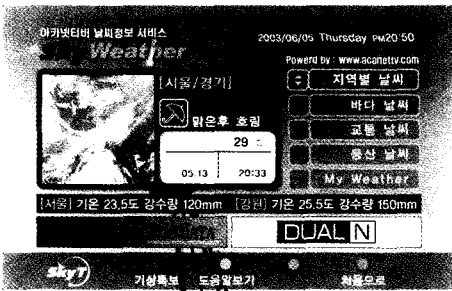 아카넷티비 날씨정보 서비스
Sky Weather
2003/06/05 Thursday PM20:50
Powerd by : www.acanettv.com
[서울/경기]
맑은후 흐림
29
05:13 20:33
지역별 날씨
바다 날씨
교통 날씨
등산 날씨
My Weather
[서울] 기온 23.5도 강수량 120mm [강원] 기온 25.5도 강수량 150mm
DUAL N
skyT
기상특보 도움말보기 처음으로